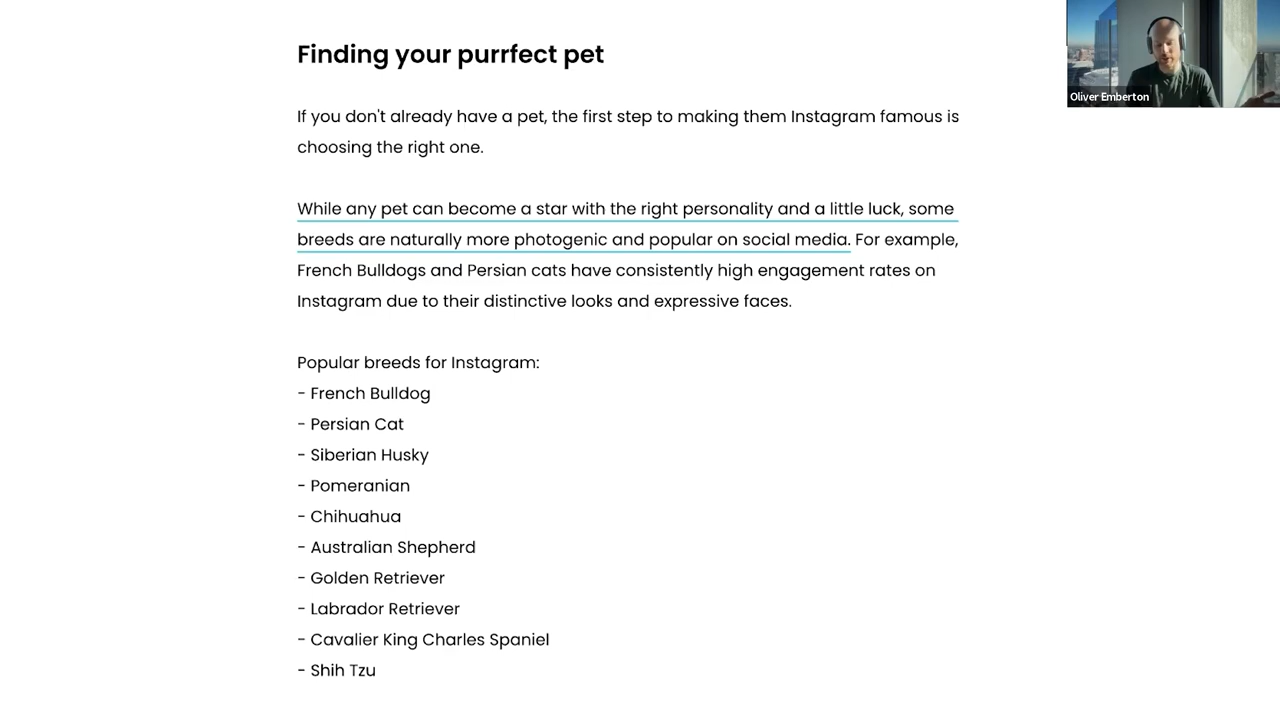 Finding your purrfect pet
If you don't already have a pet, the first step to making them Instagram famous is
choosing the right one.
While any pet can become a star with the right personality and a little luck, some
breeds are naturally more photogenic and popular on social media. For example,
French Bulldogs and Persian cats have consistently high engagement rates on
Instagram due to their distinctive looks and expressive faces.
Popular breeds for Instagram:
- French Bulldog
- Persian Cat
- Siberian Husky
- Pomeranian
- Chihuahua
- Australian Shepherd
- Golden Retriever
- Labrador Retriever
- Cavalier King Charles Spaniel
- Shih Tzu
Oliver Emberton